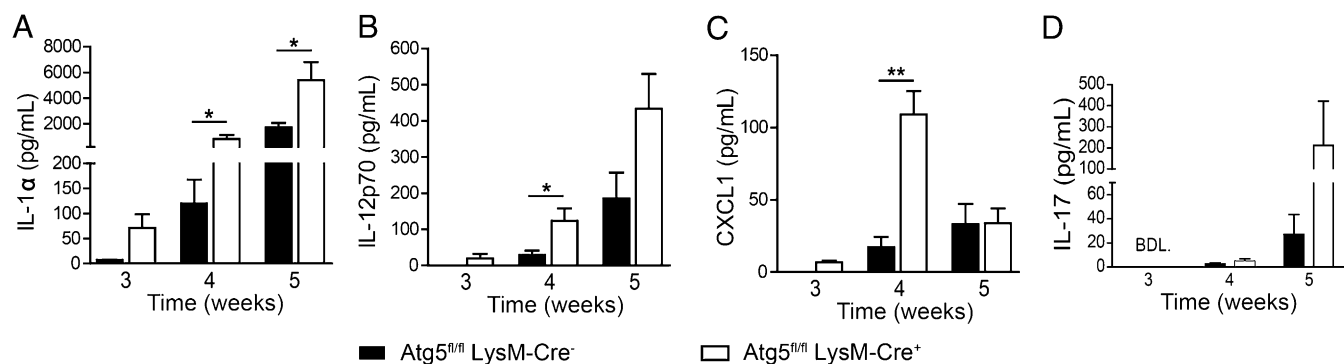 A
IL-1α (pg/mL)
8000
6000
4000
2000
200
150
100
50
0
*
*
3 4 5
Time (weeks)
B
IL-12p70 (pg/mL)
600
500
400
300
200
100
0
*
3 4 5
Time (weeks)
C
CXCL1 (pg/mL)
150
100
50
0
**
3 4 5
Time (weeks)
D
IL-17 (pg/mL)
500
400
300
200
100
60
40
20
0
BDL.
3 4 5
Time (weeks)
Atg5fl/fl LysM-Cre-
Atg5fl/fl LysM-Cre+